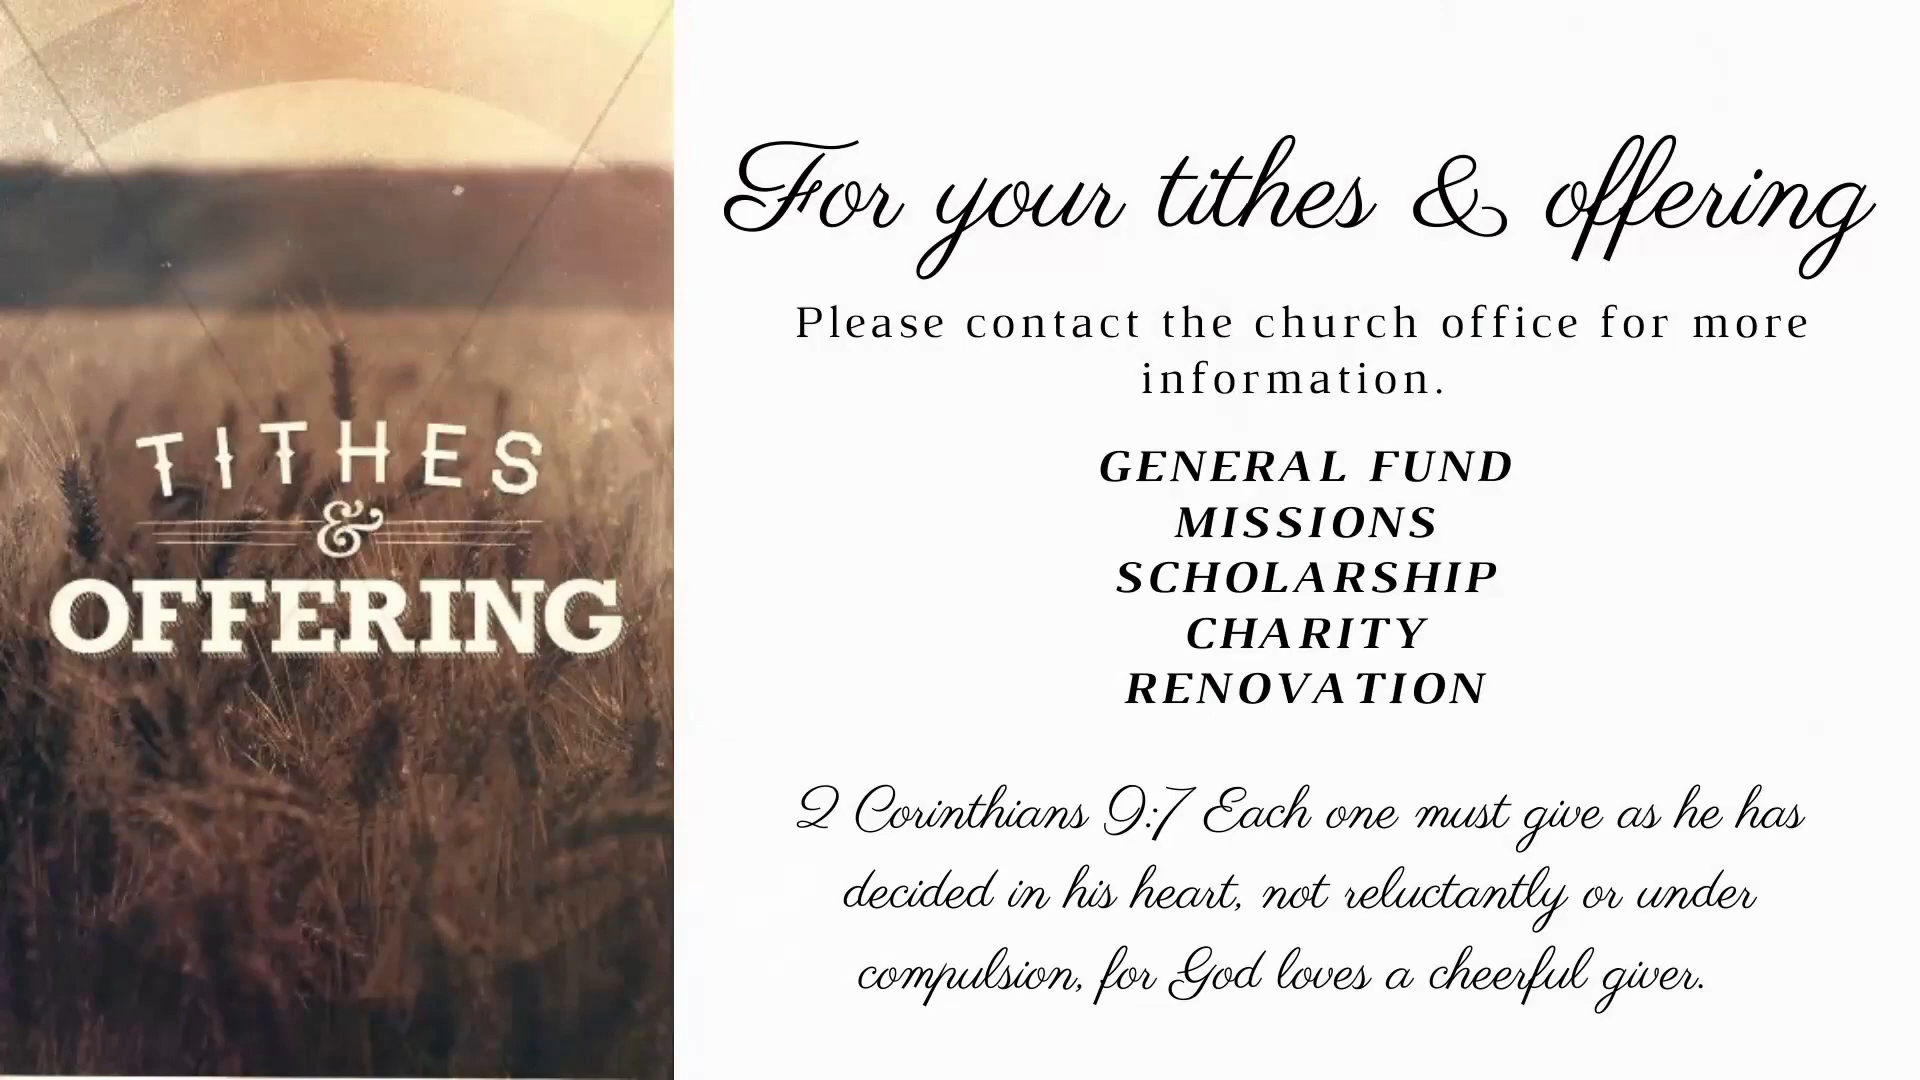 TITHES
&
OFFERING
For your tithes & offering
Please contact the church office for more
information.
GENERAL FUND
MISSIONS
SCHOLARSHIP
CHARITY
RENOVATION
2 Corinthians 9:7 Each one must give as he has
decided in his heart, not reluctantly or under
compulsion, for God loves a cheerful giver.